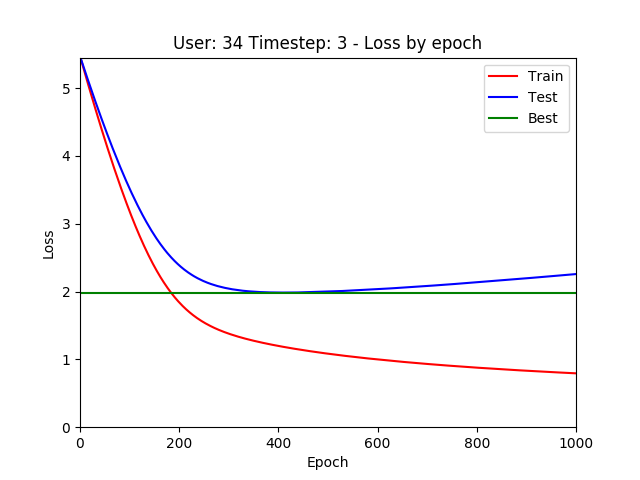 User: 34 Timestep: 3 - Loss by epoch
Train
Test
Best
5
4
3
2
1
0
Loss
0 200 400 600 800 1000
Epoch